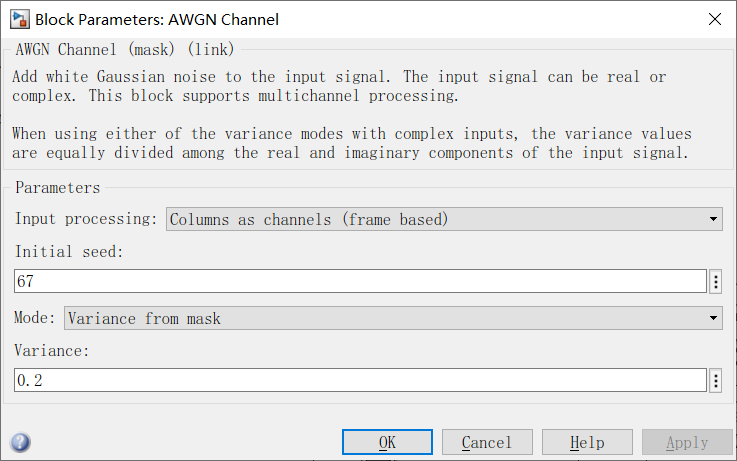 Block Parameters: AWGN Channel
AWGN Channel (mask) (link)
Add white Gaussian noise to the input signal. The input signal can be real or
complex. This block supports multichannel processing.
When using either of the variance modes with complex inputs, the variance values
are equally divided among the real and imaginary components of the input signal.
Parameters
Input processing: Columns as channels (frame based)
Initial seed:
67
Mode: Variance from mask
Variance:
0.2
OK Cancel Help Apply